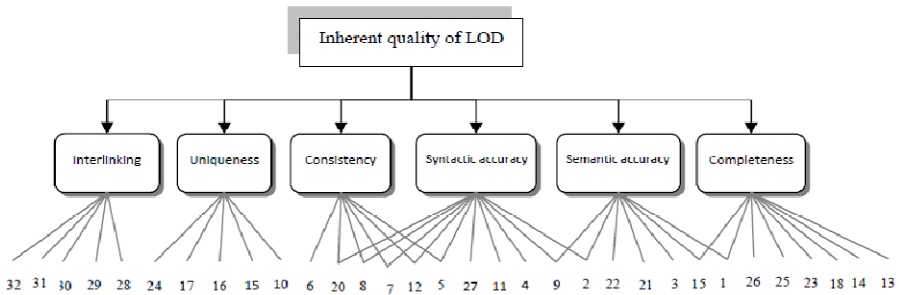 Inherent quality of LOD
Interlinking Uniqueness Consistency Syntactic accuracy Semantic accuracy Completeness
32 31 30 29 28 24 17 16 15 10 6 20 8 7 12 5 27 11 4 9 2 22 21 3 15 1 26 25 23 18 14 13